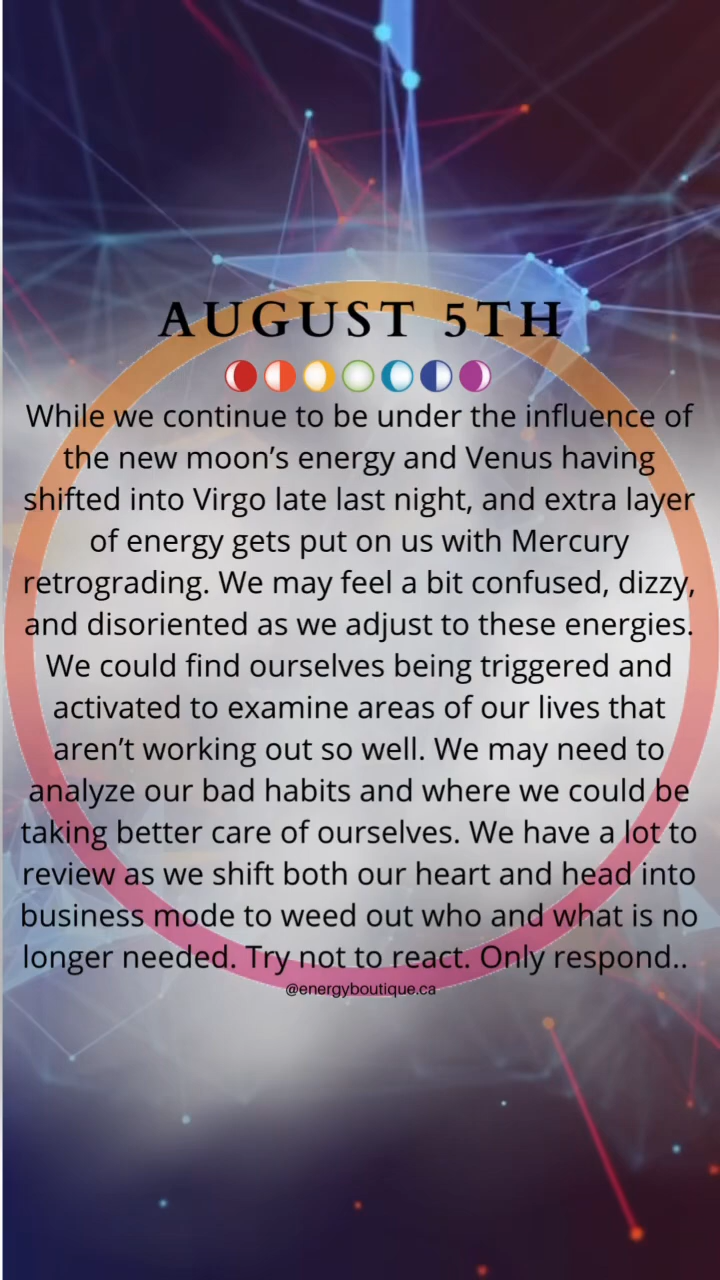 AUGUST 5TH
While we continue to be under the influence of
the new moon’s energy and Venus having
shifted into Virgo late last night, and extra layer
of energy gets put on us with Mercury
retrograding. We may feel a bit confused, dizzy,
and disoriented as we adjust to these energies.
We could find ourselves being triggered and
activated to examine areas of our lives that
aren’t working out so well. We may need to
analyze our bad habits and where we could be
taking better care of ourselves. We have a lot to
review as we shift both our heart and head into
business mode to weed out who and what is no
longer needed. Try not to react. Only respond..
@energyboutique.ca